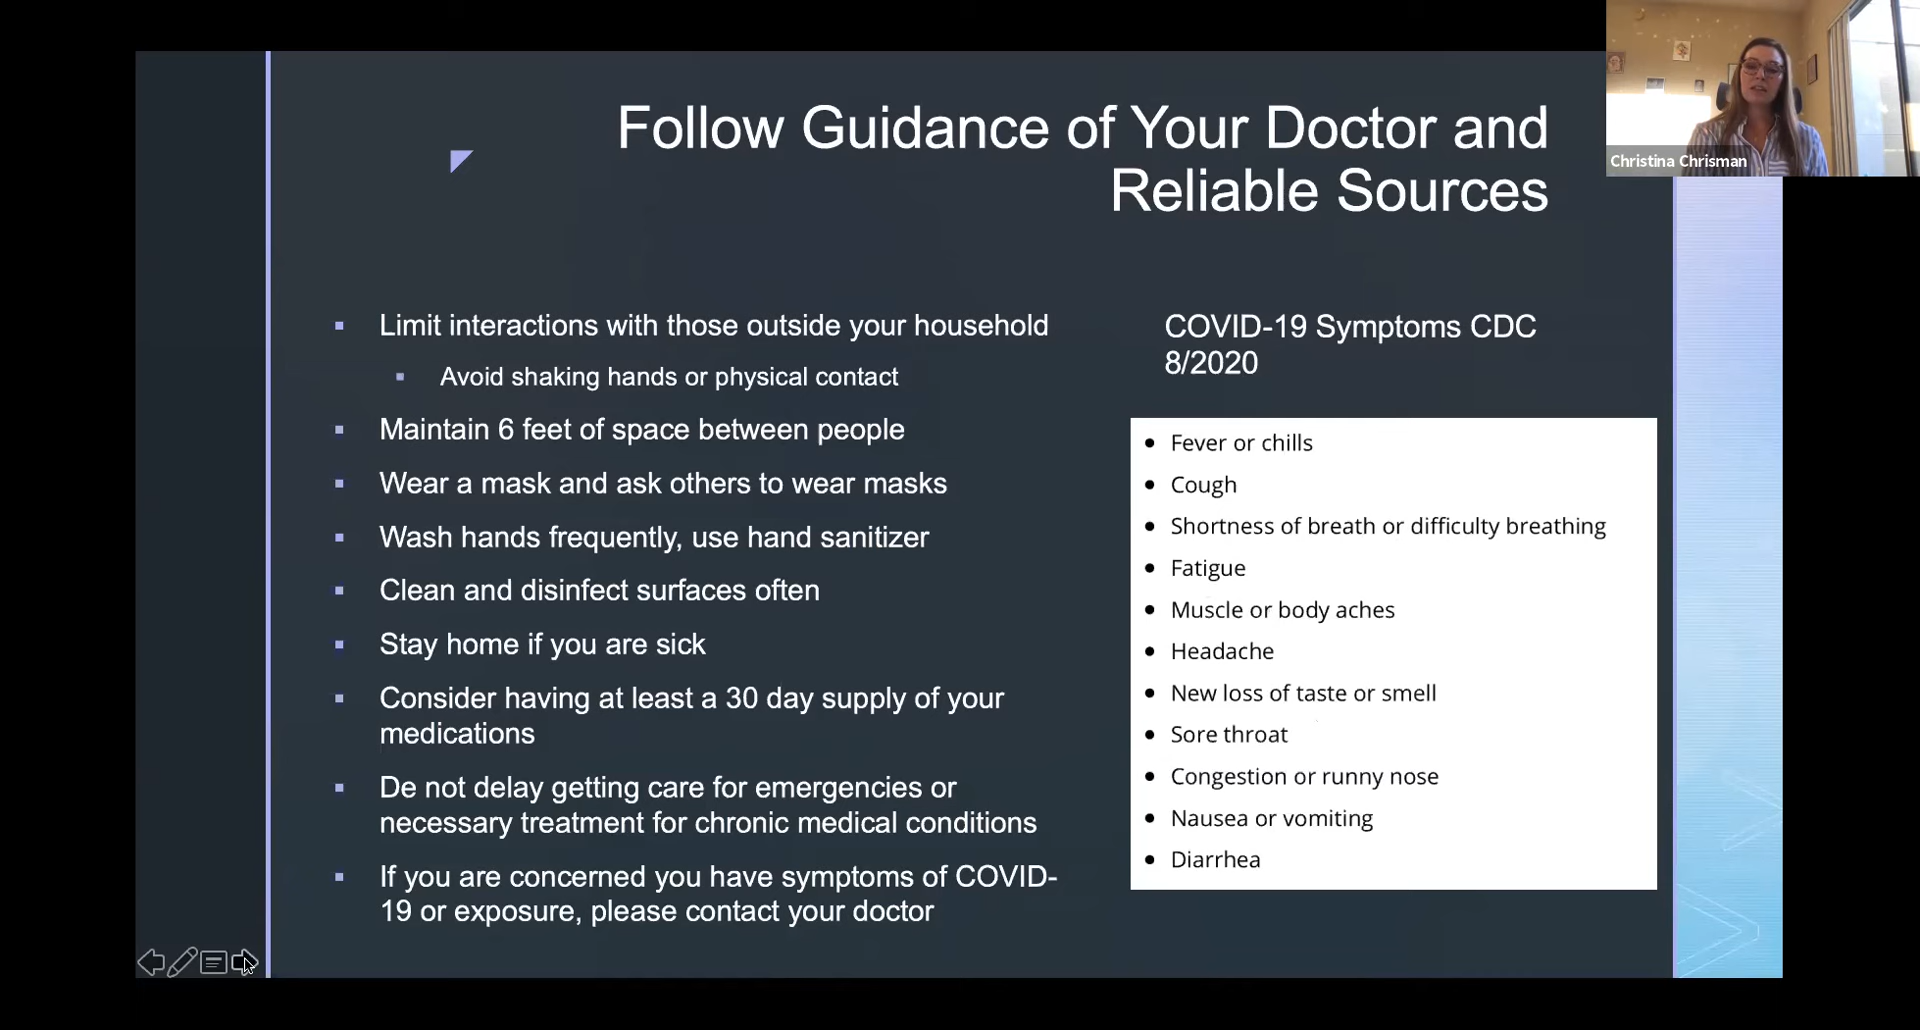 Follow Guidance of Your Doctor and
Reliable Sources
Christina Chrisman
Limit interactions with those outside your household
Avoid shaking hands or physical contact
Maintain 6 feet of space between people
Wear a mask and ask others to wear masks
Wash hands frequently, use hand sanitizer
Clean and disinfect surfaces often
Stay home if you are sick
Consider having at least a 30 day supply of your
medications
De not delay getting care for emergencies or
necessary treatment for chronic medical conditions
If you are concerned you have symptoms of COVID-
19 or exposure, please contact your doctor
COVID-19 Symptoms CDC
8/2020
Fever or chills
Cough
Shortness of breath or difficulty breathing
Fatigue
Muscle or body aches
Headache
New loss of taste or smell
Sore throat
Congestion or runny nose
Nausea or vomiting
Diarrhea